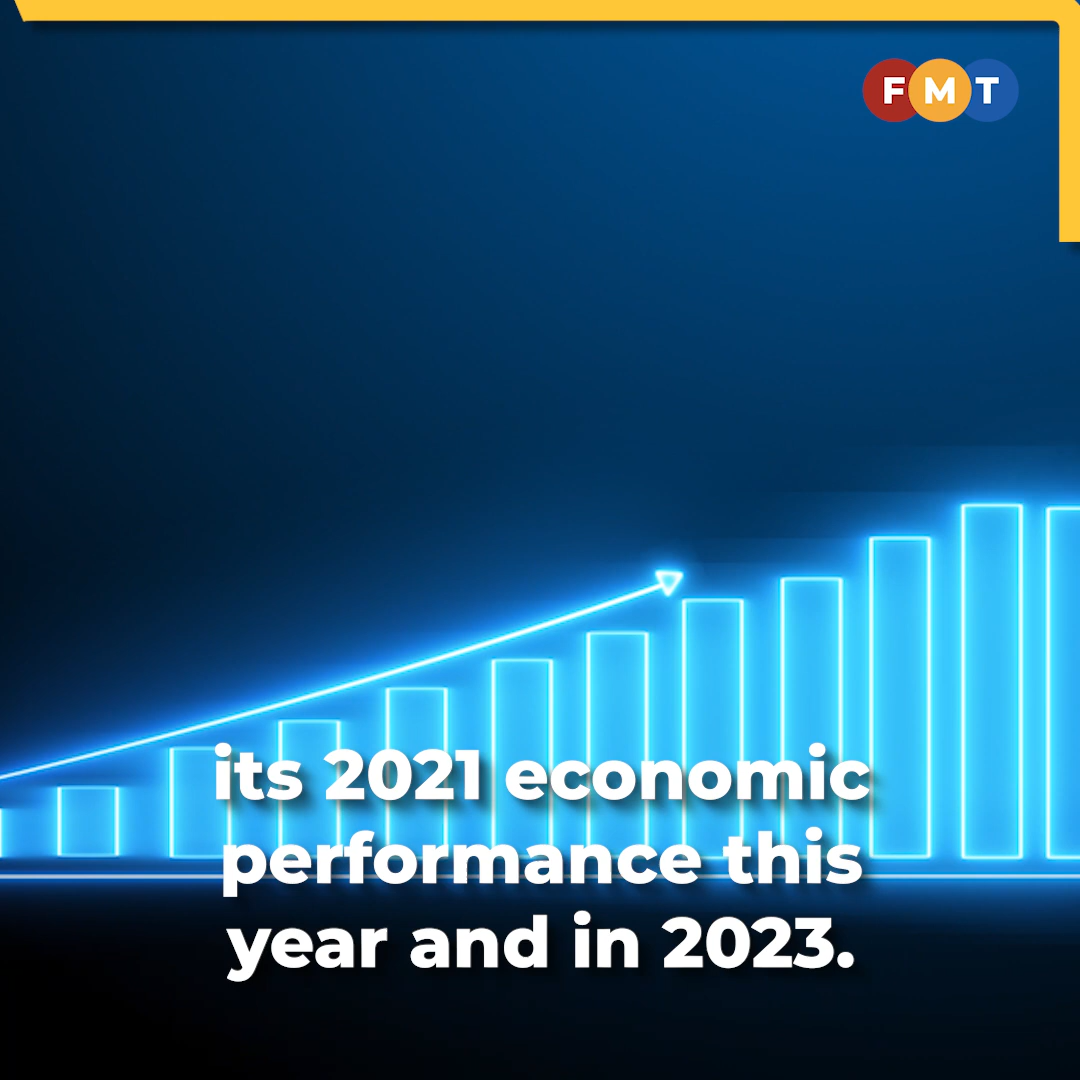 FMT
its 2021 economic
performance this
year and in 2023.